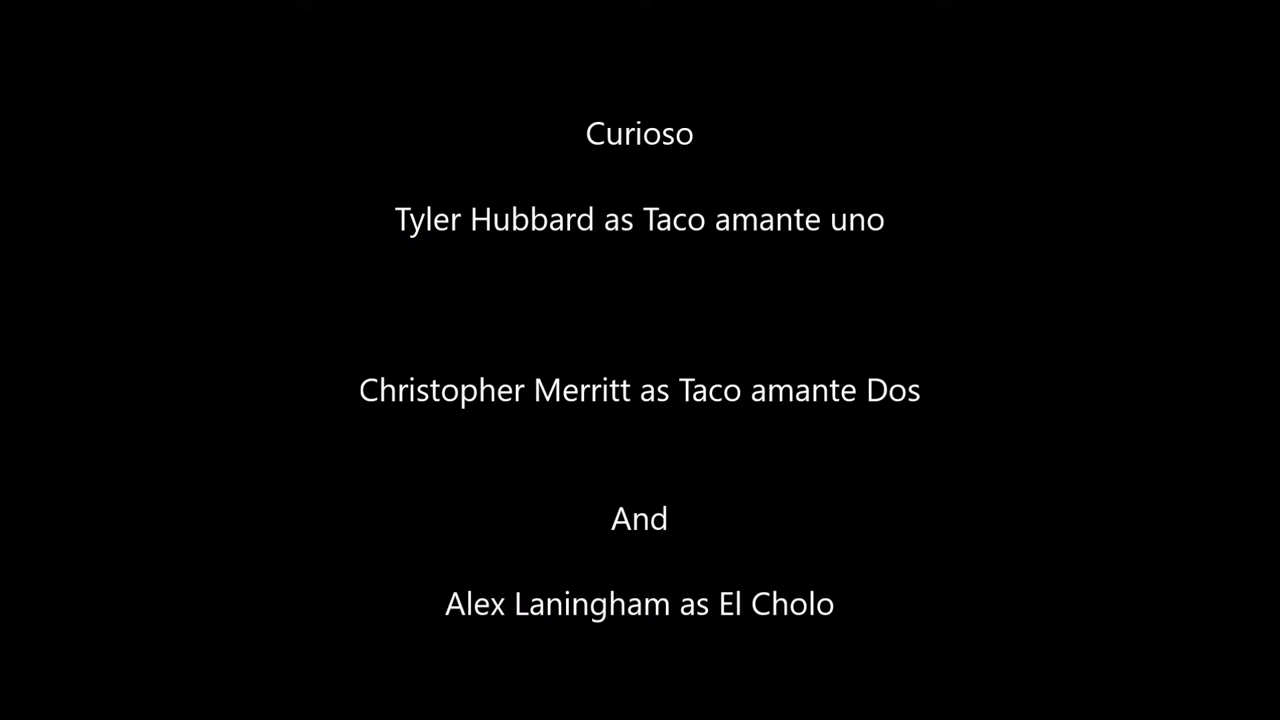 Curioso
Tyler Hubbard as Taco amante uno
Christopher Merritt as Taco amante Dos
And
Alex Laningham as El Cholo